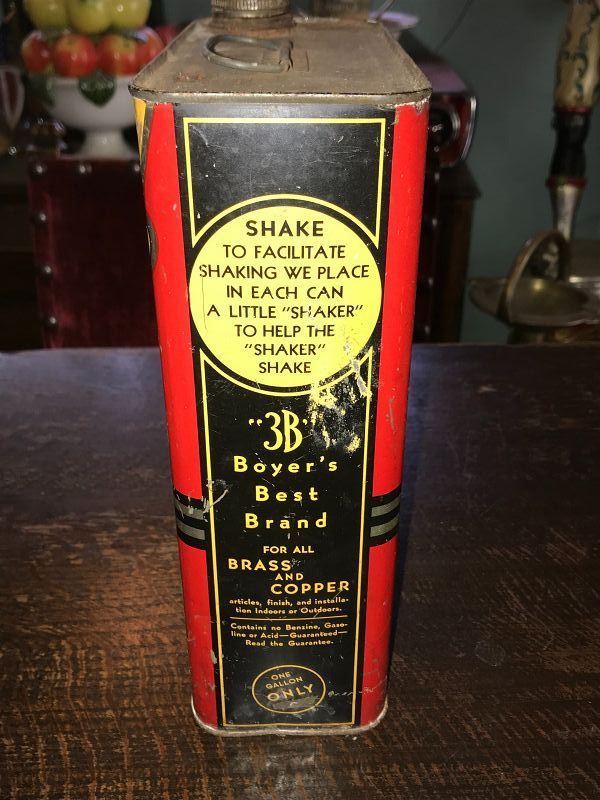 SHAKE
TO FACILITATE
SHAKING WE PLACE
IN EACH CAN
A LITTLE "SHAKER"
TO HELP THE
"SHAKER"
SHAKE
"3B"
Boyer's
Best
Brand
FOR ALL
BRASS
AND
COPPER
articles, finish, and installa-
tion Indoors or Outdoors.
Contains no Benzine, Gaso-
line or Acid—Guaranteed—
Read the Guarantee.
ONE
GALLON
ONLY